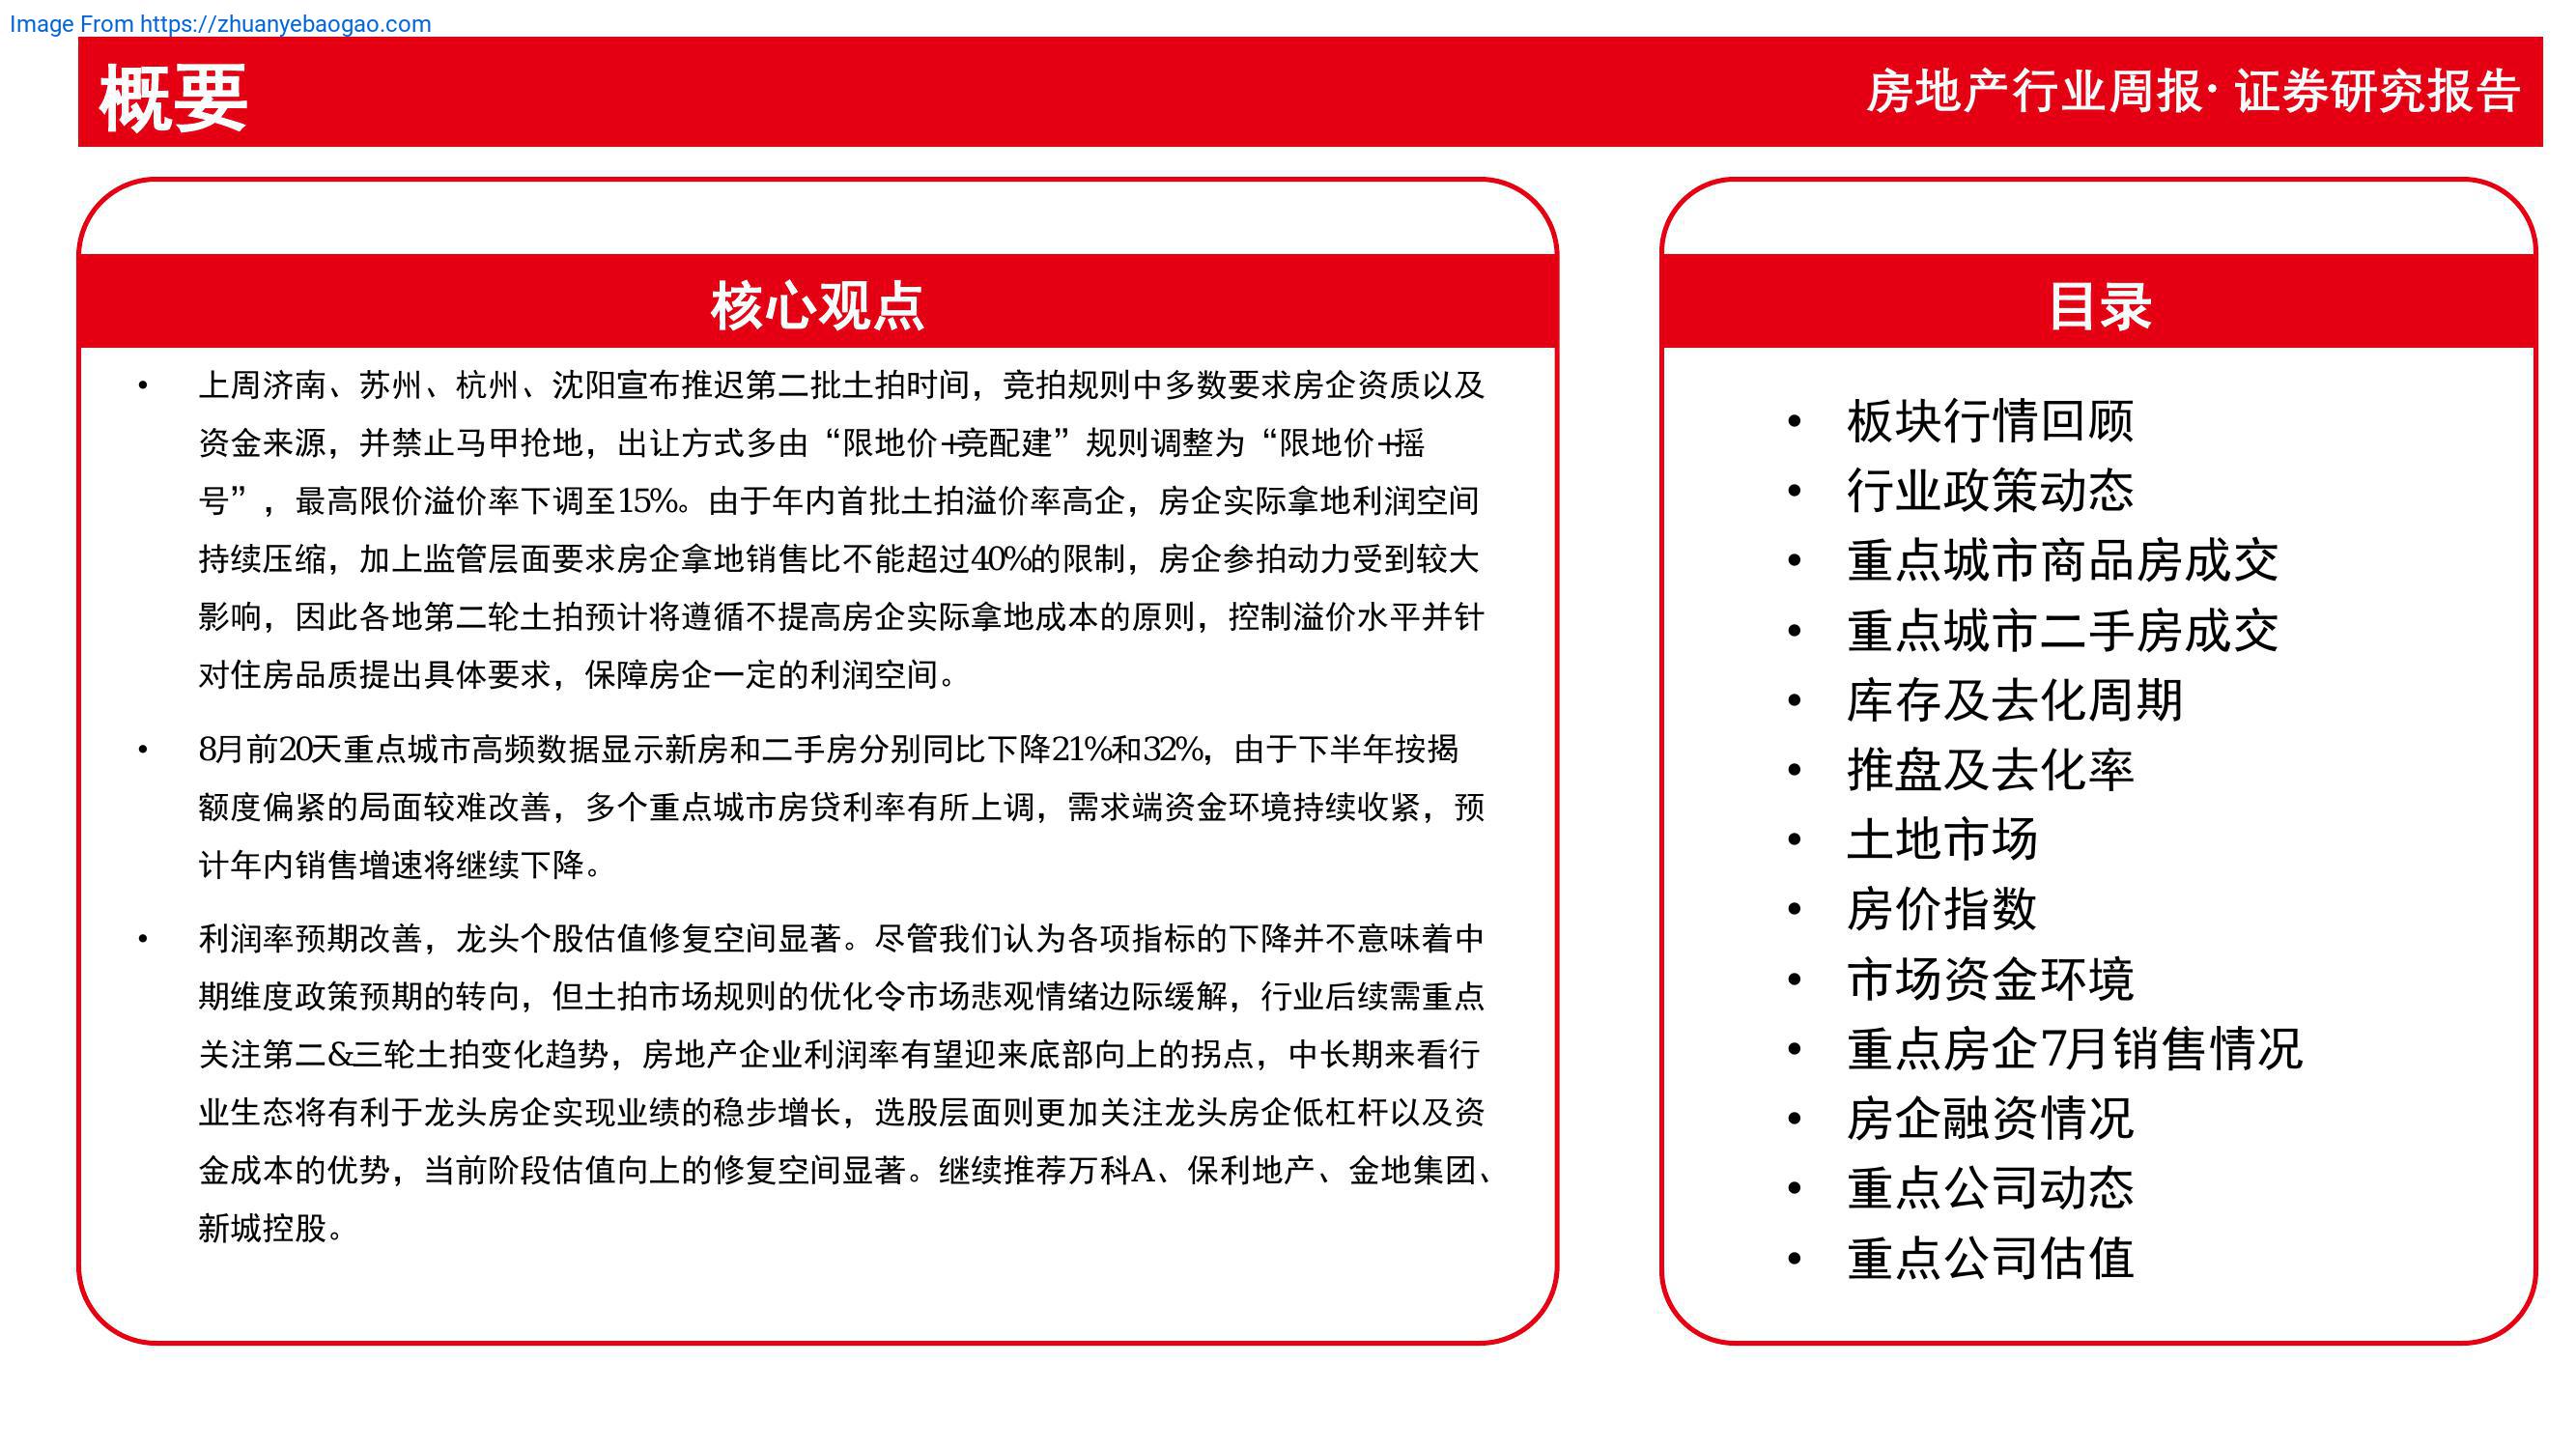 Image From https://zhuanyebaogao.com
概要
房地产行业周报· 证券研究报告
核心观点
• 上周济南、苏州、杭州、沈阳宣布推迟第二批土拍时间，竞拍规则中多数要求房企资质以及
资金来源，并禁止马甲抢地，出让方式多由“限地价+竞配建”规则调整为“限地价+摇
号”，最高限价溢价率下调至15%。由于年内首批土拍溢价率高企，房企实际拿地利润空间
持续压缩，加上监管层面要求房企拿地销售比不能超过40%的限制，房企参拍动力受到较大
影响，因此各地第二轮土拍预计将遵循不提高房企实际拿地成本的原则，控制溢价水平并针
对住房品质提出具体要求，保障房企一定的利润空间。
• 8月前20天重点城市高频数据显示新房和二手房分别同比下降21%和32%，由于下半年按揭
额度偏紧的局面较难改善，多个重点城市房贷利率有所上调，需求端资金环境持续收紧，预
计年内销售增速将继续下降。
• 利润率预期改善，龙头个股估值修复空间显著。尽管我们认为各项指标的下降并不意味着中
期维度政策预期的转向，但土拍市场规则的优化令市场悲观情绪边际缓解，行业后续需重点
关注第二&三轮土拍变化趋势，房地产企业利润率有望迎来底部向上的拐点，中长期来看行
业生态将有利于龙头房企实现业绩的稳步增长，选股层面则更加关注龙头房企低杠杆以及资
金成本的优势，当前阶段估值向上的修复空间显著。继续推荐万科A、保利地产、金地集团、
新城控股。
目录
• 板块行情回顾
• 行业政策动态
• 重点城市商品房成交
• 重点城市二手房成交
• 库存及去化周期
• 推盘及去化率
• 土地市场
• 房价指数
• 市场资金环境
• 重点房企7月销售情况
• 房企融资情况
• 重点公司动态
• 重点公司估值